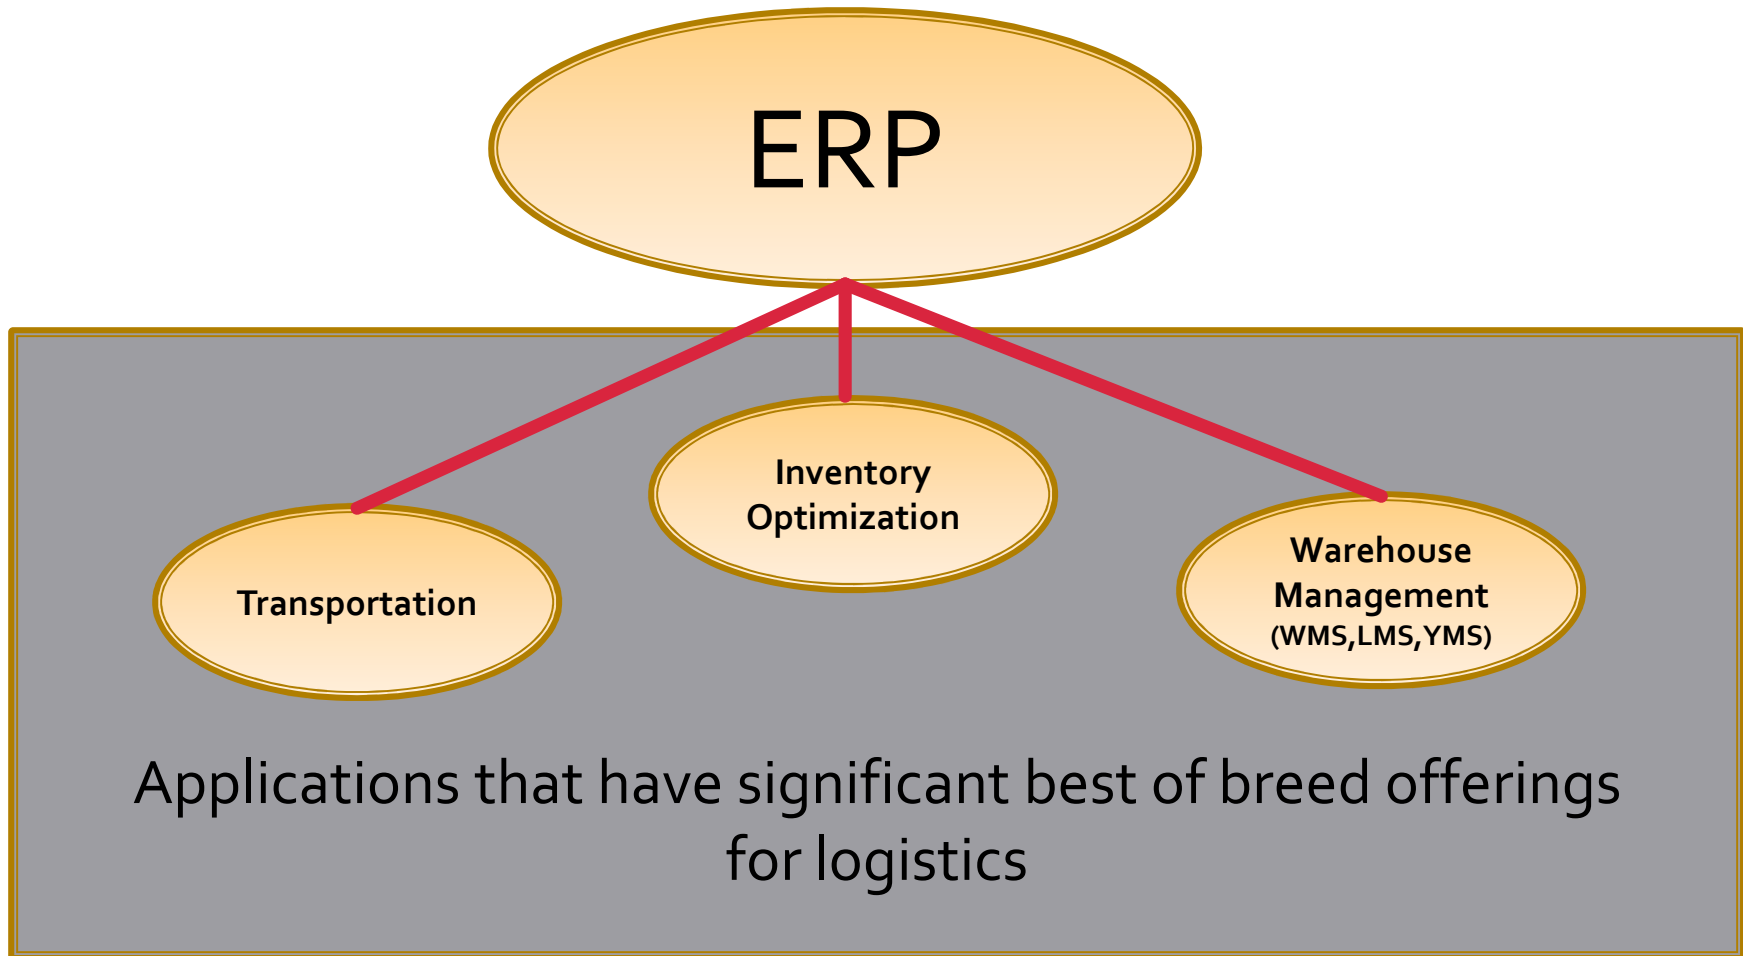 ERP
Inventory
Optimization
Transportation
Warehouse
Management
(WMS,LMS,YMS)
Applications that have significant best of breed offerings
for logistics